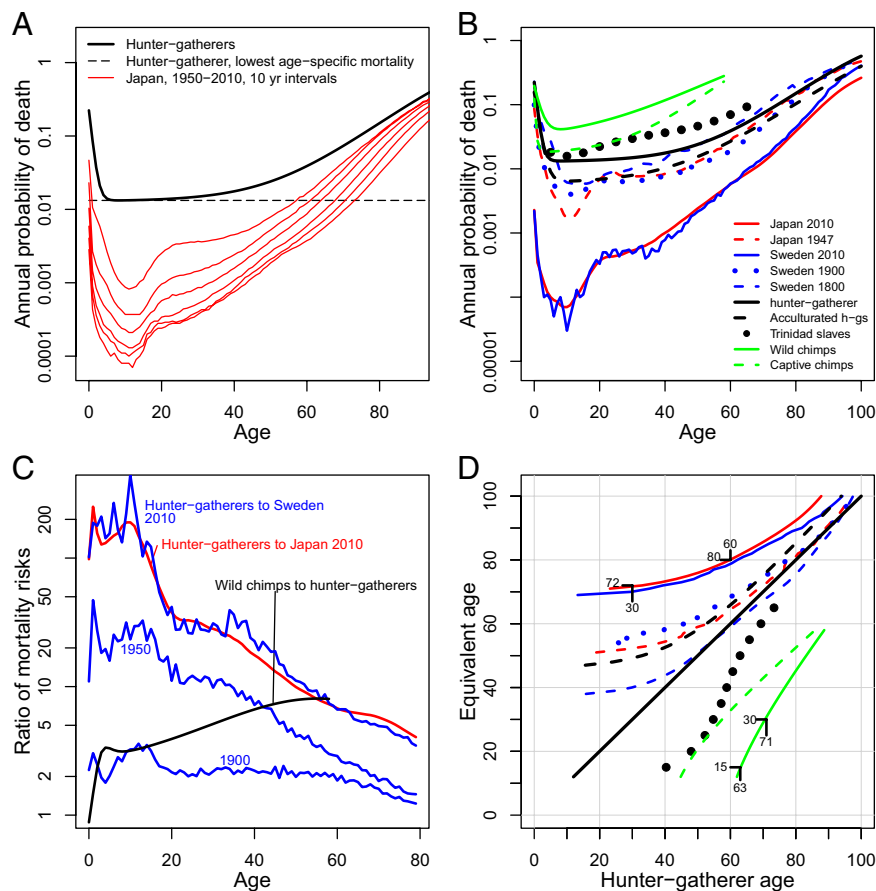 A
Hunter−gatherers
Hunter−gatherer, lowest age−specific mortality
Japan, 1950−2010, 10 yr intervals
Annual probability of death
1
0.1
0.01
0.001
0.0001
0 20 40 60 80
Age
B
Annual probability of death
1
0.1
0.01
0.001
0.00001
Japan 2010
Japan 1947
Sweden 2010
Sweden 1900
Sweden 1800
hunter−gatherer
Acculturated h−gs
Trinidad slaves
Wild chimps
Captive chimps
0 20 40 60 80 100
Age
C
Ratio of mortality risks
200
50
20
10
5
2
1
Hunter−gatherers to Sweden
2010
Hunter−gatherers to Japan 2010
Wild chimps to hunter−gatherers
1950
1900
0 20 40 60 80
Age
D
Equivalent age
100
80
60
40
20
0
72
30
60
80
30
71
15
63
0 20 40 60 80 100
Hunter−gatherer age